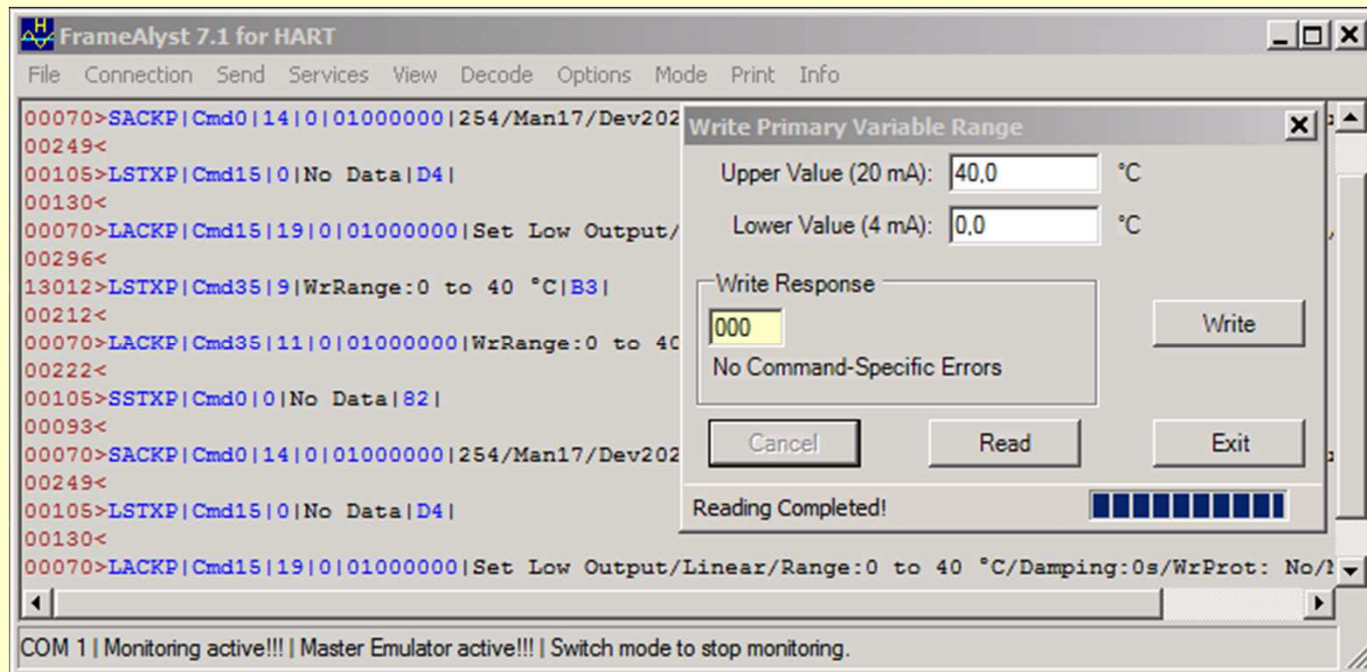 FrameAlyst 7.1 for HART
File Connection Send Services View Decode Options Mode Print Info
00070>SACKP|Cmd0|14|0|01000000|254/Man17/Dev202
00249<
00105>LSTXP|Cmd15|0|No Data|D4|
00130<
00070>LACKP|Cmd15|19|0|01000000|Set Low Output/
00296<
13012>LSTXP|Cmd35|9|WrRange:0 to 40 °C|B3|
00212<
00070>LACKP|Cmd35|11|0|01000000|WrRange:0 to 40
00222<
00105>SSTXP|Cmd0|0|No Data|82|
00093<
00070>SACKP|Cmd0|14|0|01000000|254/Man17/Dev202
00249<
00105>LSTXP|Cmd15|0|No Data|D4|
00130<
00070>LACKP|Cmd15|19|0|01000000|Set Low Output/Linear/Range:0 to 40 °C/Damping:0s/WrProt: No/
Write Primary Variable Range
Upper Value (20 mA): 40,0 °C
Lower Value (4 mA): 0,0 °C
Write Response
000
No Command-Specific Errors
Write
Cancel Read Exit
Reading Completed!
COM 1 | Monitoring active!!! | Master Emulator active!!! | Switch mode to stop monitoring.